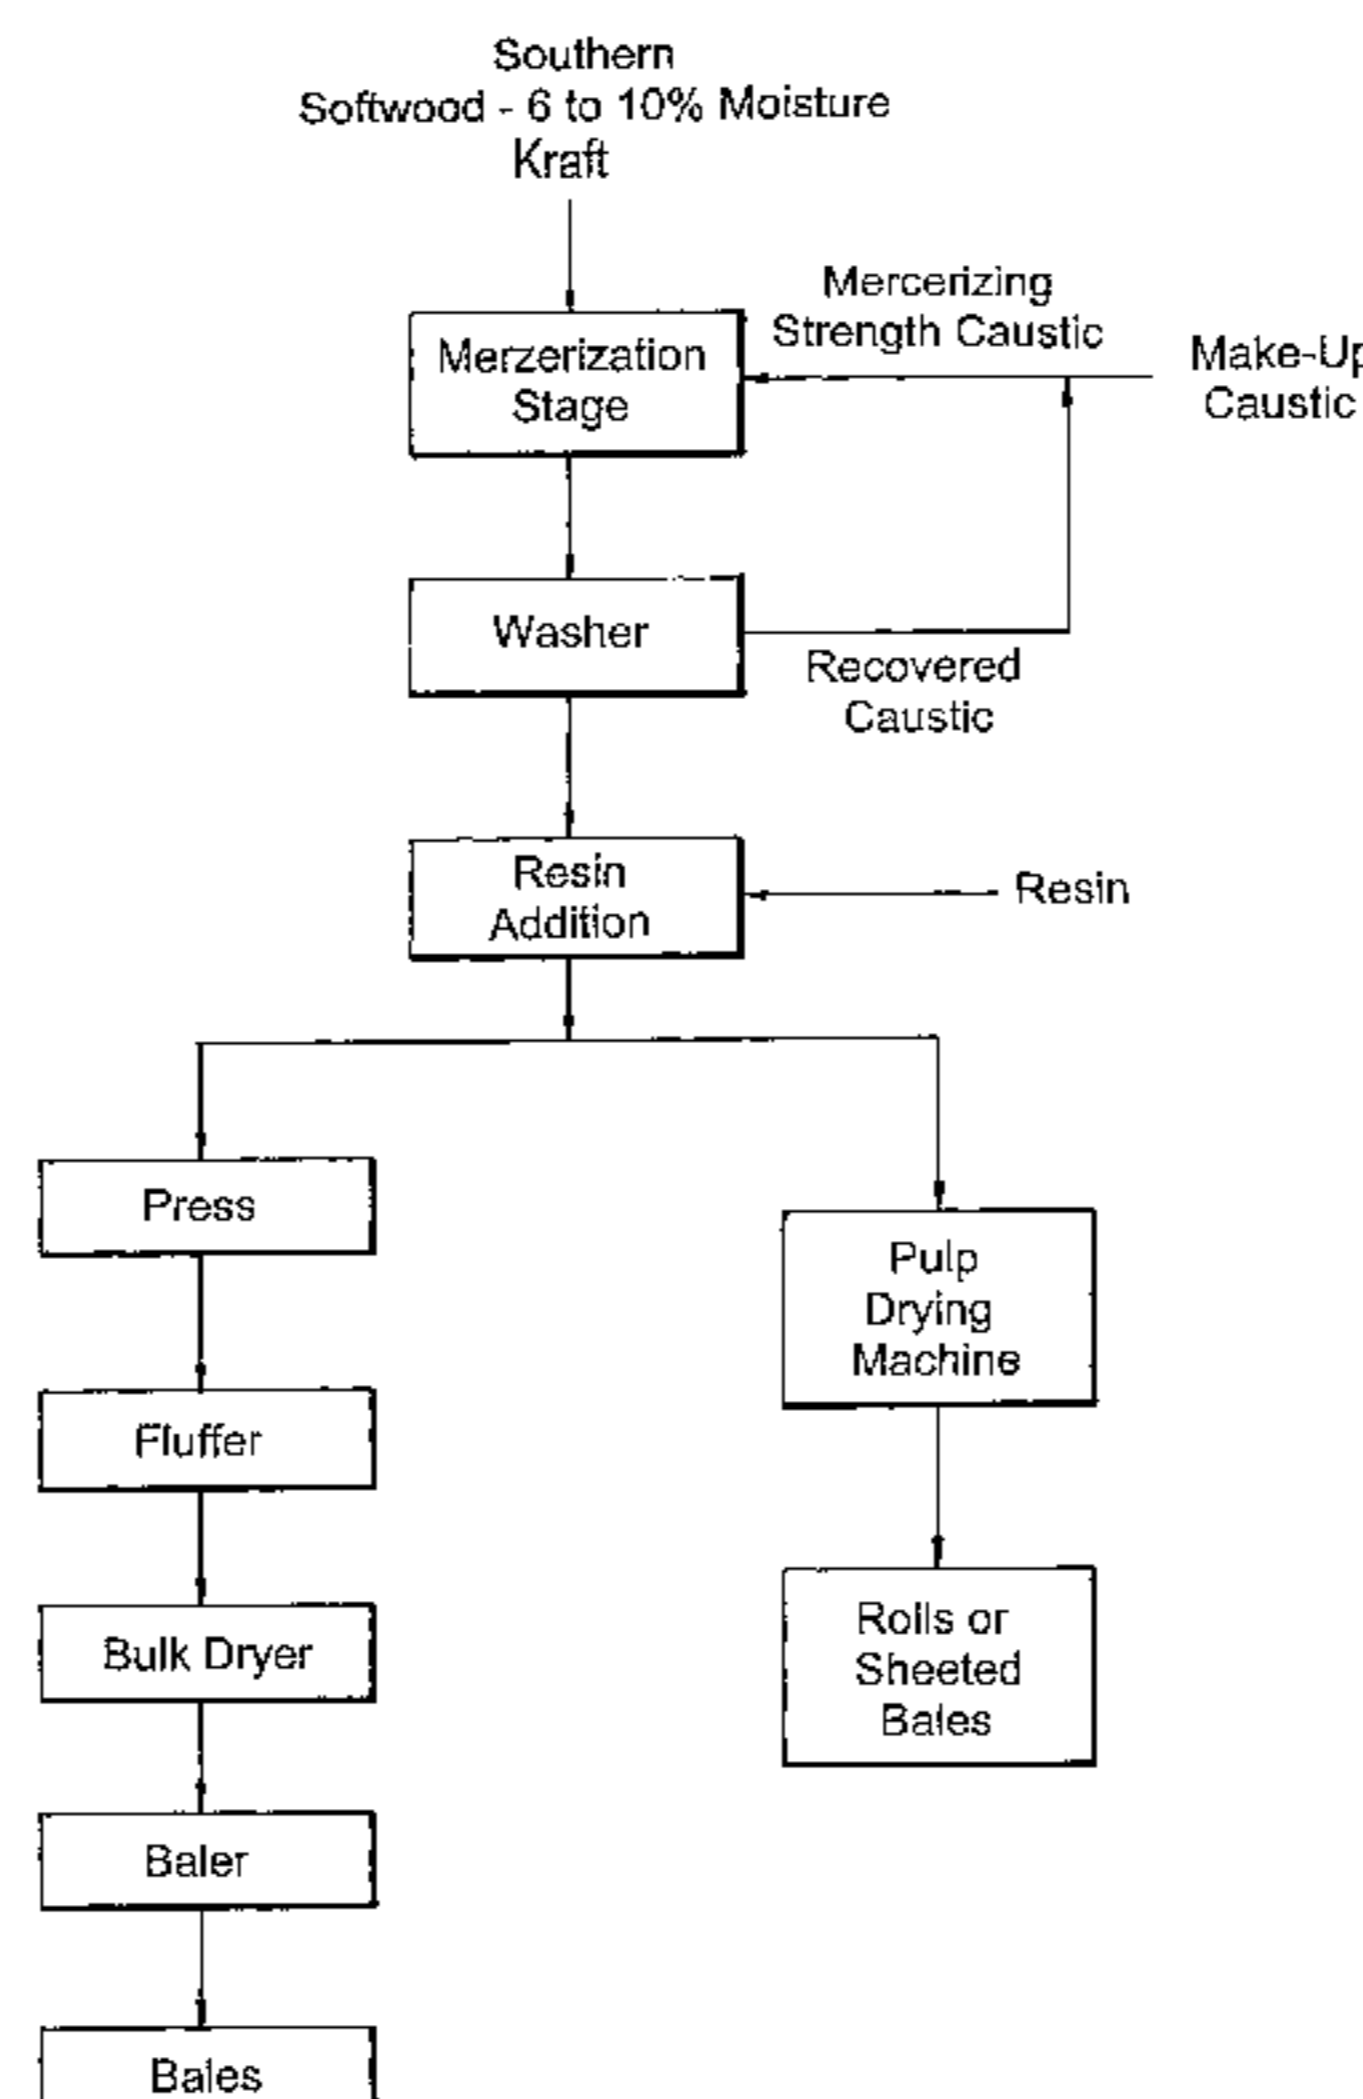 Southern
Softwood - 6 to 10% Moisture
Kraft
Mercerizing
Strength Caustic
Make-Up
Caustic
Merzerization
Stage
Washer
Recovered
Caustic
Resin
Addition
Resin
Press
Pulp
Drying
Machine
Fluffer
Rolls or
Sheeted
Bales
Bulk Dryer
Baler
Bales